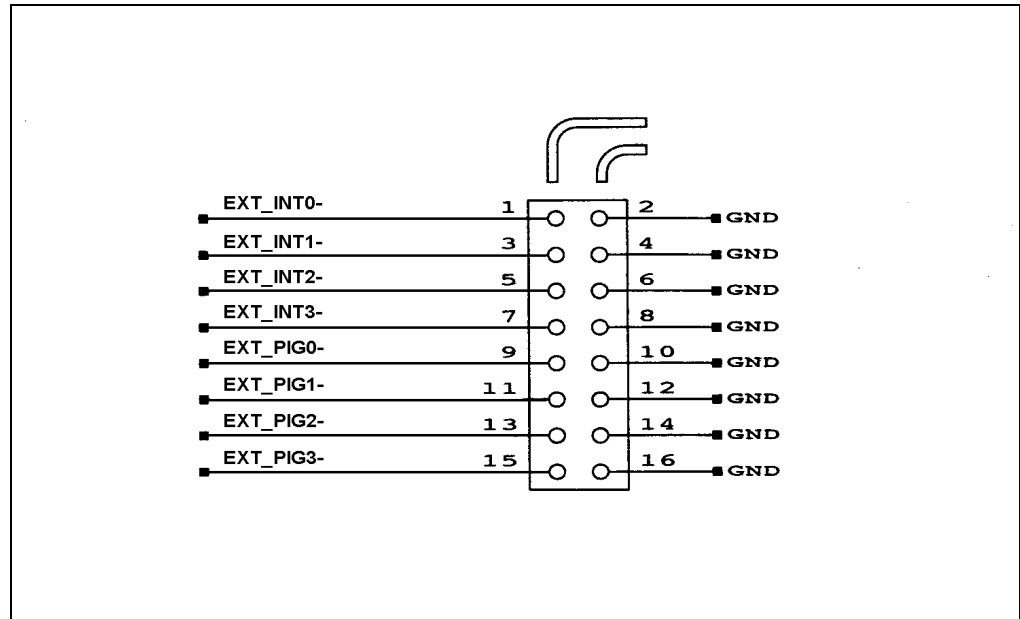 EXT_INT0- 1 2 GND
EXT_INT1- 3 4 GND
EXT_INT2- 5 6 GND
EXT_INT3- 7 8 GND
EXT_PIG0- 9 10 GND
EXT_PIG1- 11 12 GND
EXT_PIG2- 13 14 GND
EXT_PIG3- 15 16 GND